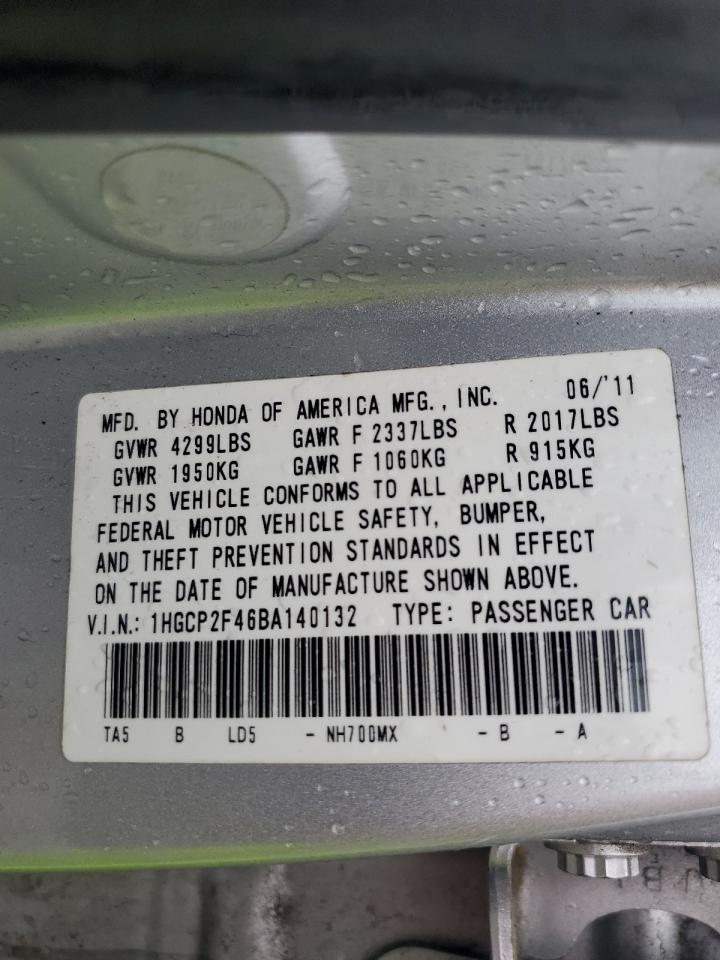 MFD. BY HONDA OF AMERICA MFG., INC. 06/'11
GVWR 4299LBS GAWR F 2337LBS R 2017LBS
GVWR 1950KG GAWR F 1060KG R 915KG
THIS VEHICLE CONFORMS TO ALL APPLICABLE
FEDERAL MOTOR VEHICLE SAFETY, BUMPER,
AND THEFT PREVENTION STANDARDS IN EFFECT
ON THE DATE OF MANUFACTURE SHOWN ABOVE.
V.I.N.: 1HGCP2F46BA140132 TYPE: PASSENGER CAR
TA5 B LD5 - NH700MX - B - A